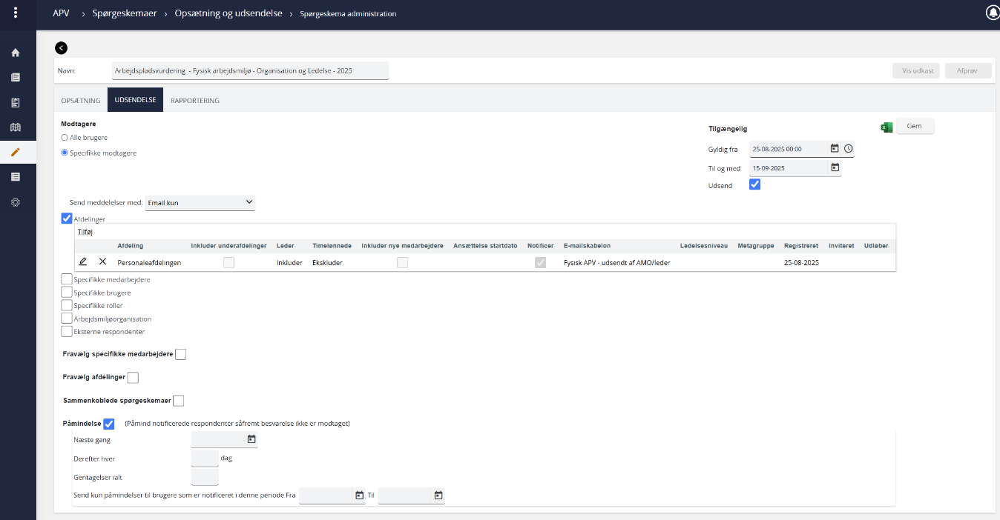 APV › Spørgeskemaer › Opsætning og udsendelse › Spørgeskema administration
Navn: Arbejdspladsvurdering - Fysisk arbejdsmiljø - Organisation og Ledelse - 2025 Vis udkast Afprøv
OPSÆTNING UDSENDELSE RAPPORTERING
Modtagere
Alle brugere
Specifikke modtagere
Tilgængelig Gem
Gyldig fra 25-08-2025 00:00
Til og med 15-09-2025
Udsend
Send meddelelser med: Email kun
Afdelinger
Tilføj
Afdeling Inkluder underafdelinger Leder Timelønnede Inkluder nye medarbejdere Ansættelse startdato Notificer E-mailskabelon Ledelsesniveau Metagruppe Registreret Inviteret Udløber
Personaleafdelingen Inkluder Ekskluder Fysisk APV - udsendt af AMO/leder 25-08-2025
Specifikke medarbejdere
Specifikke brugere
Specifikke roller
Arbejdsmiljøorganisation
Eksterne respondenter
Fravælg specifikke medarbejdere
Fravælg afdelinger
Sammenkoblede spørgeskemaer
Påmindelse (Påmind notificerede respondenter såfremt besvarelse ikke er modtaget)
Næste gang
Derefter hver dag
Gentagelser ialt
Send kun påmindelser til brugere som er notificeret i denne periode Fra Til